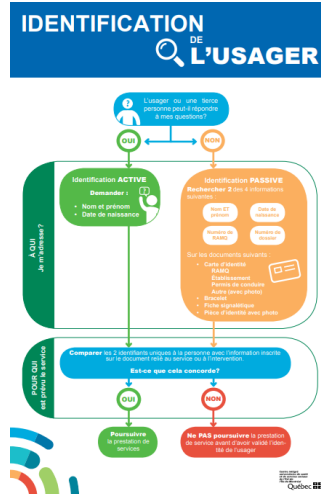 IDENTIFICATION
DE
L'USAGER
L'usager ou une tierce
personne peut-il répondre
à mes questions?
OUI
NON
À QUI
Je m'adresse?
Identification ACTIVE
Demander :
• Nom et prénom
• Date de naissance
Identification PASSIVE
Rechercher 2 des 4 informations
suivantes :
Nom ET
prénom
Date de
naissance
Numéro de
RAMQ
Numéro de
dossier
Sur les documents suivants :
• Carte d'identité
RAMQ
Établissement
Permis de conduire
Autre (avec photo)
• Bracelet
• Fiche signalétique
• Pièce d'identité avec photo
POUR QUI
est prévu le service
Comparer les 2 identifiants uniques à la personne avec l'information inscrite
sur le document relié au service ou à l'intervention.
Est-ce que cela concorde?
OUI
NON
Poursuivre
la prestation de
services
Ne PAS poursuivre la prestation
de service avant d'avoir validé l'iden-
tité de l'usager
Québec